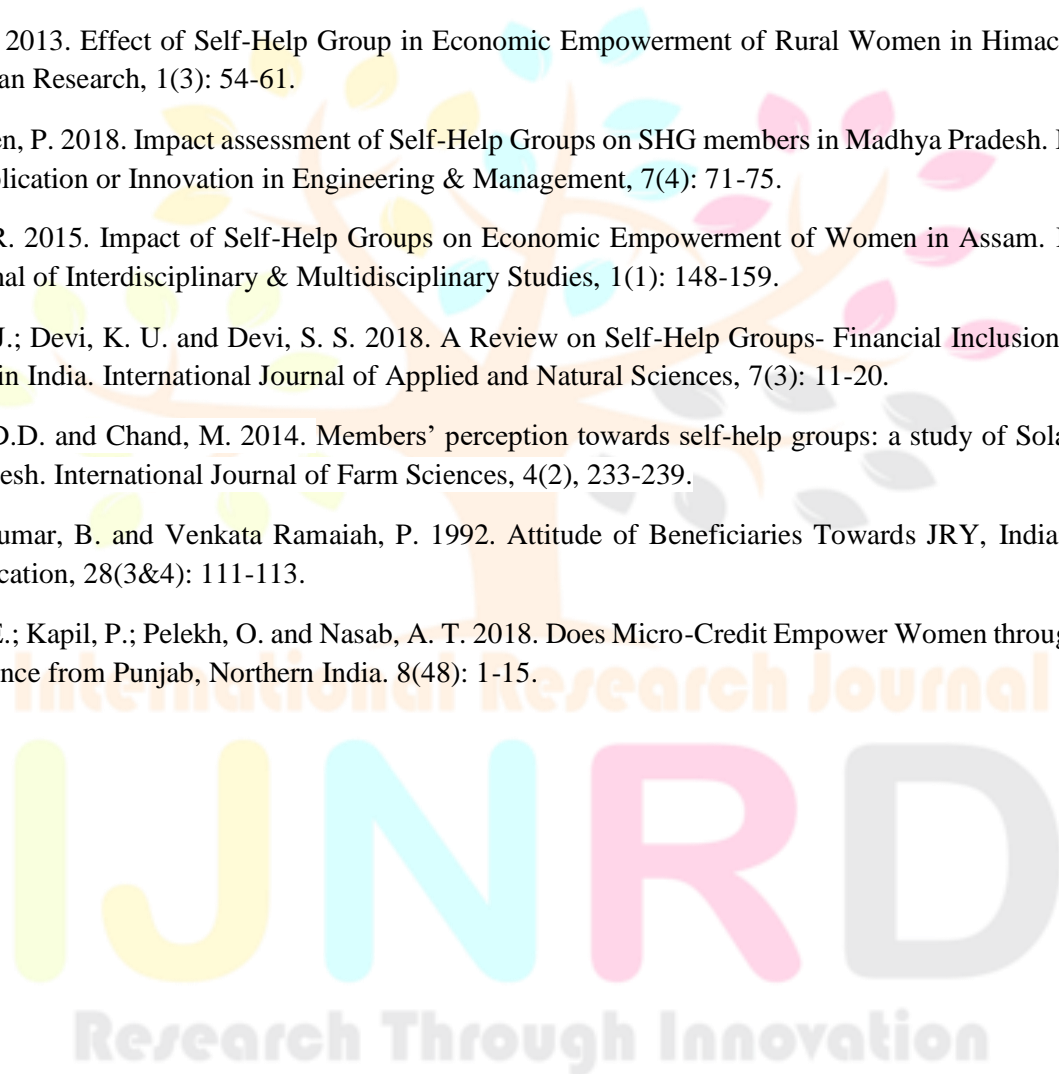 2013. Effect of Self-Help Group in Economic Empowerment of Rural Women in Himac
an Research, 1(3): 54-61.
en, P. 2018. Impact assessment of Self-Help Groups on SHG members in Madhya Pradesh.
lication or Innovation in Engineering & Management, 7(4): 71-75.
R. 2015. Impact of Self-Help Groups on Economic Empowerment of Women in Assam.
nal of Interdisciplinary & Multidisciplinary Studies, 1(1): 148-159.
J.; Devi, K. U. and Devi, S. S. 2018. A Review on Self-Help Groups- Financial Inclusion
in India. International Journal of Applied and Natural Sciences, 7(3): 11-20.
D.D. and Chand, M. 2014. Members’ perception towards self-help groups: a study of Sola
esh. International Journal of Farm Sciences, 4(2), 233-239.
umar, B. and Venkata Ramaiah, P. 1992. Attitude of Beneficiaries Towards JRY, India
cation, 28(3&4): 111-113.
E.; Kapil, P.; Pelekh, O. and Nasab, A. T. 2018. Does Micro-Credit Empower Women throug
nce from Punjab, Northern India. 8(48): 1-15.
International Research Journal
IJNRD
Research Through Innovation